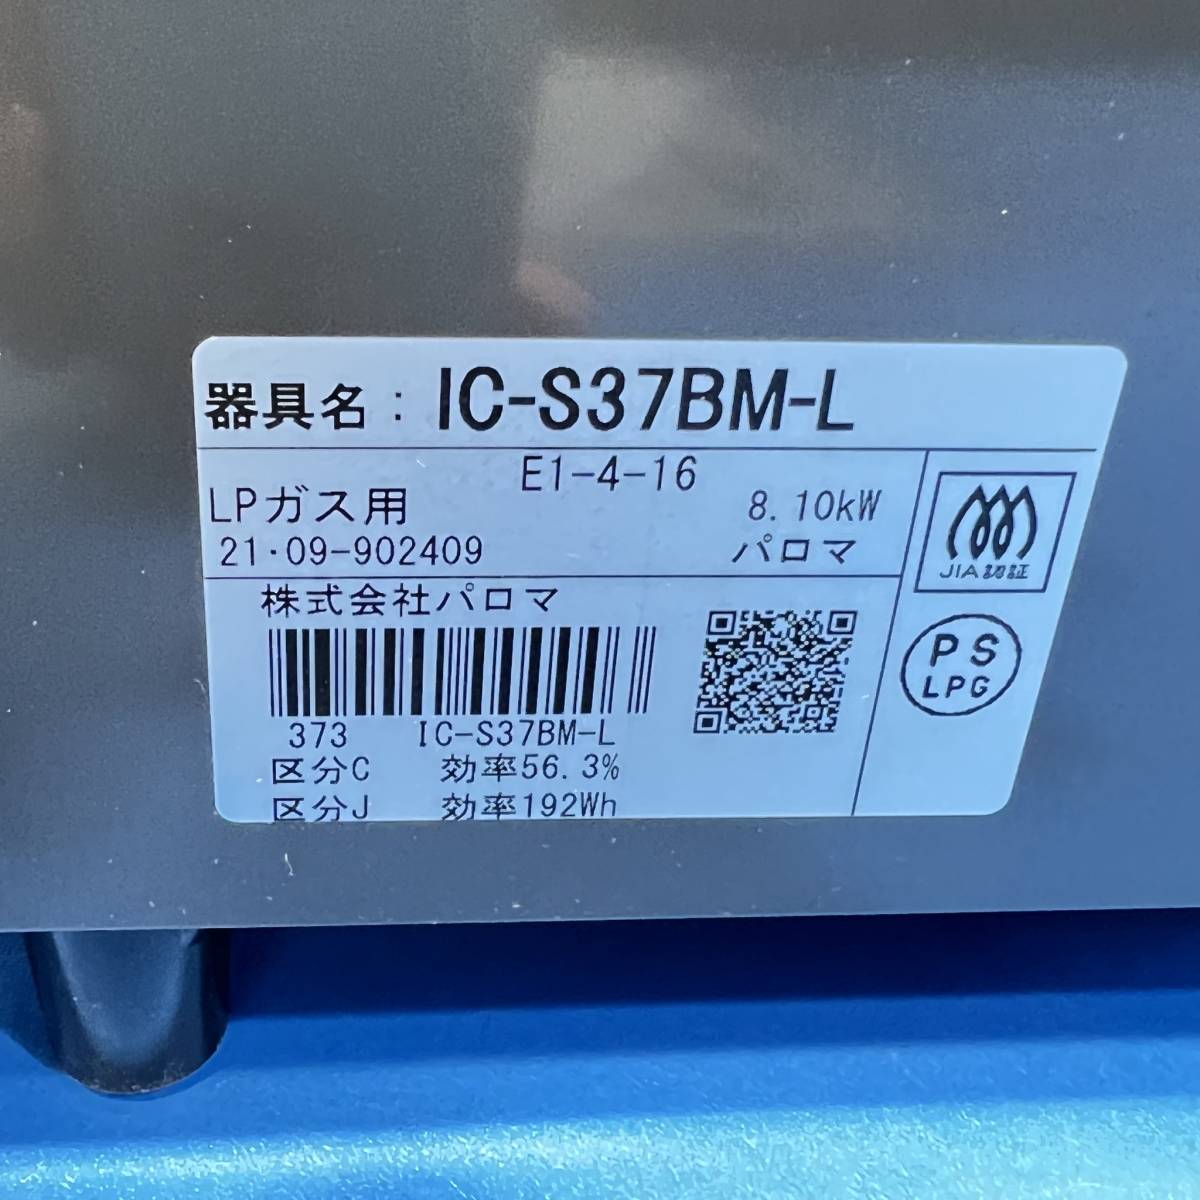 器具名：IC-S37BM-L
E1-4-16
LPガス用 8.10kW
21・09-902409 パロマ
株式会社パロマ
373 IC-S37BM-L
区分C 効率56.3%
区分J 効率192Wh
JIA認証
PS
LPG